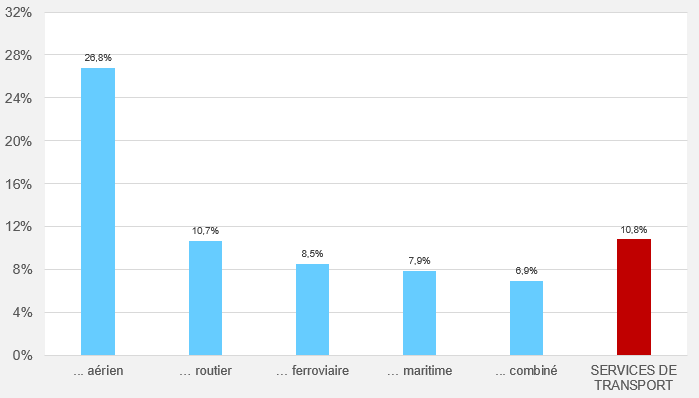 32%
28%
24%
20%
16%
12%
8%
4%
0%
26,8%
10,7%
8,5%
7,9%
6,9%
10,8%
... aérien
... routier
... ferroviaire
... maritime
... combiné
SERVICES DE
TRANSPORT